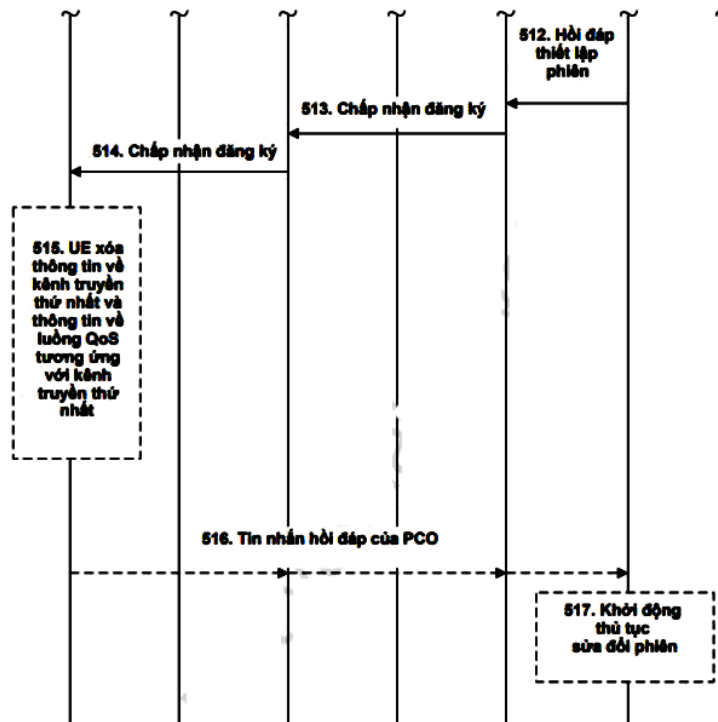 512. Hồi đáp
thiết lập
phiên
513. Chấp nhận đăng ký
514. Chấp nhận đăng ký
515. UE xóa
thông tin về
kênh truyền
thứ nhất và
thông tin về
luồng QoS
tương ứng
với kênh
truyền thứ
nhất
516. Tin nhắn hồi đáp của PCO
517. Khởi động
thủ tục
sửa đổi phiên